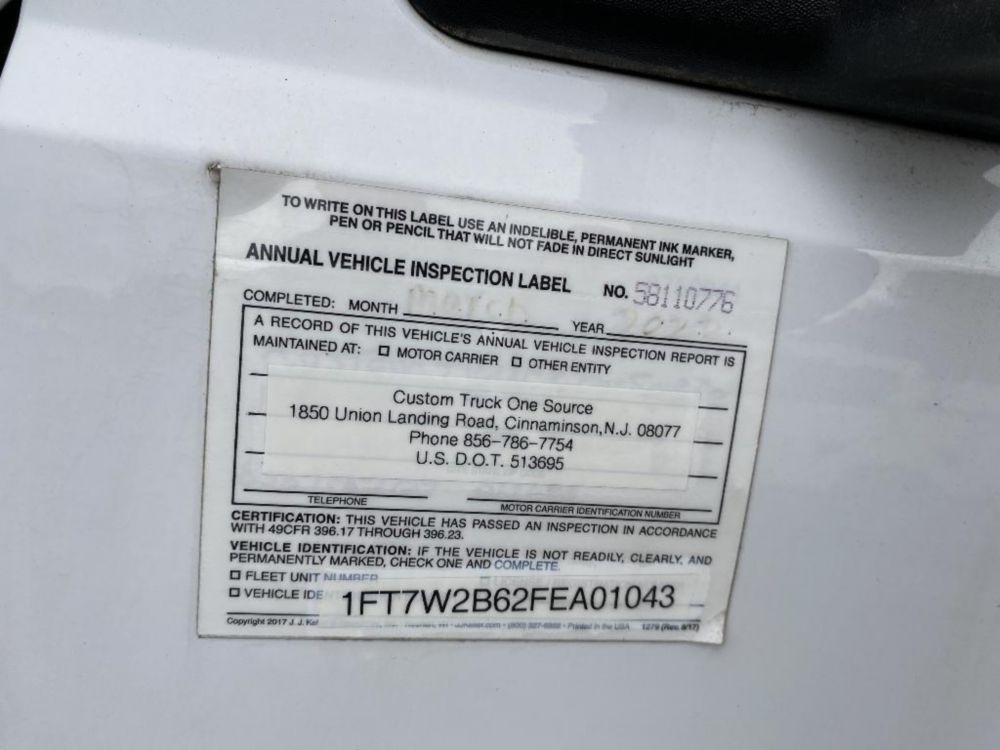 TO WRITE ON THIS LABEL USE AN INDELIBLE, PERMANENT INK MARKER,
PEN OR PENCIL THAT WILL NOT FADE IN DIRECT SUNLIGHT
ANNUAL VEHICLE INSPECTION LABEL NO. 58110776
COMPLETED: MONTH March YEAR
A RECORD OF THIS VEHICLE'S ANNUAL VEHICLE INSPECTION REPORT IS
MAINTAINED AT: ☐ MOTOR CARRIER ☐ OTHER ENTITY
Custom Truck One Source
1850 Union Landing Road, Cinnaminson, N.J. 08077
Phone 856-786-7754
U.S. D.O.T. 513695
TELEPHONE MOTOR CARRIER IDENTIFICATION NUMBER
CERTIFICATION: THIS VEHICLE HAS PASSED AN INSPECTION IN ACCORDANCE
WITH 49CFR 396.17 THROUGH 396.23.
VEHICLE IDENTIFICATION: IF THE VEHICLE IS NOT READILY, CLEARLY, AND
PERMANENTLY MARKED, CHECK ONE AND COMPLETE.
☐ FLEET UNIT NUMBER
☐ VEHICLE IDE
1FT7W2B62FEA01043
Copyright 2017 J. J. Printed in the USA 1279 (Rev. 8/17)